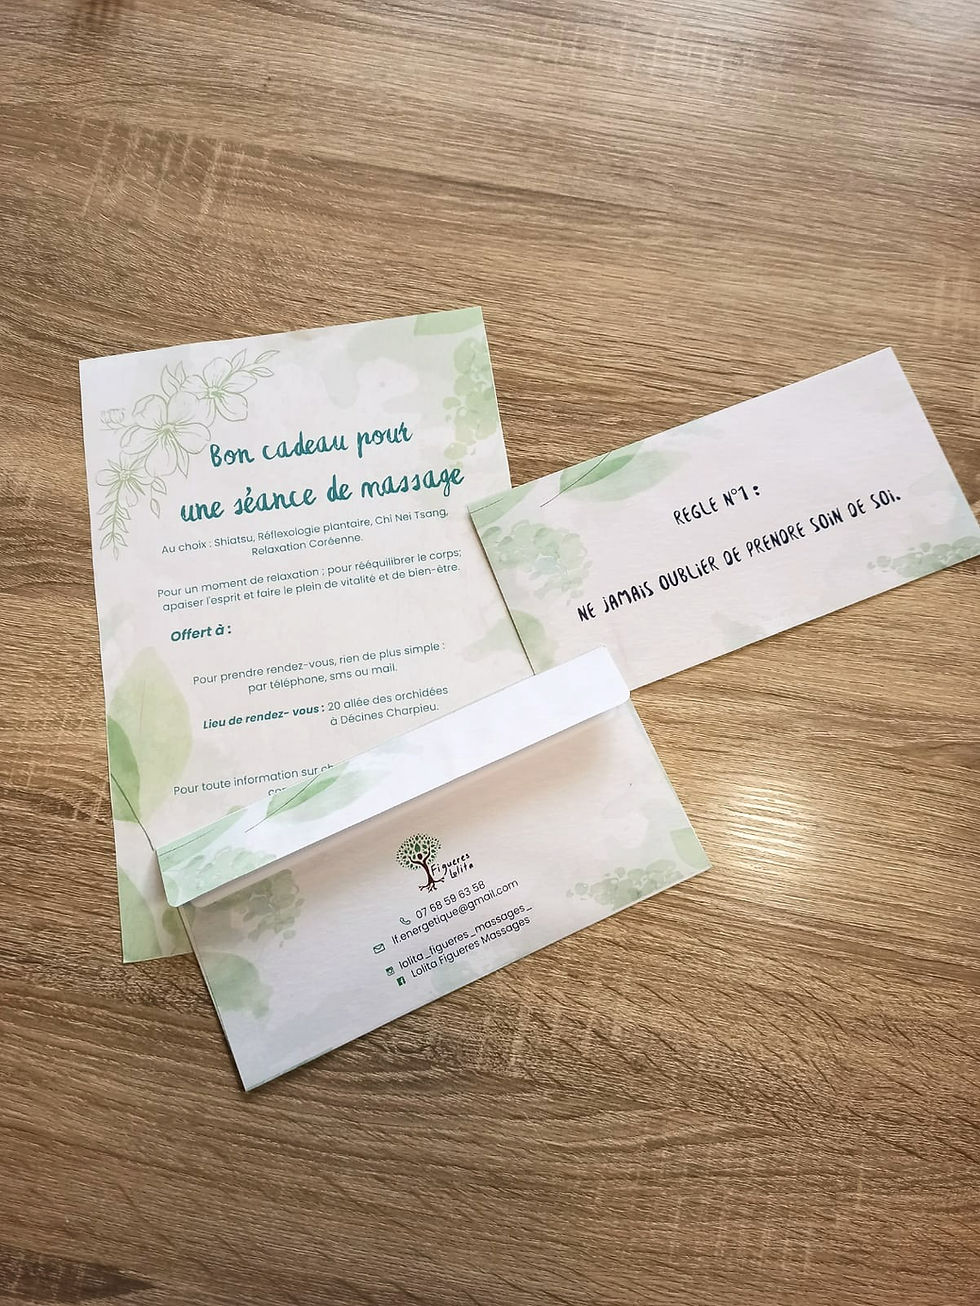 Bon cadeau pour
une séance de massage
Au choix : Shiatsu, Réflexologie plantaire, Chi Nei Tsang,
Relaxation Coréenne.
Pour un moment de relaxation ; pour rééquilibrer le corps;
apaiser l'esprit et faire le plein de vitalité et de bien-être.
Offert à :
Pour prendre rendez-vous, rien de plus simple :
par téléphone, sms ou mail.
Lieu de rendez- vous : 20 allée des orchidées
à Décines Charpieu.
Pour toute information sur
REGLE N°1 :
NE JAMAIS OUBLIER DE PRENDRE SOIN DE SOI.
Figueres
Lolita
07 68 59 63 58
lf.energetique@gmail.com
lolita_figueres_massages_
Lolita Figueres Massages